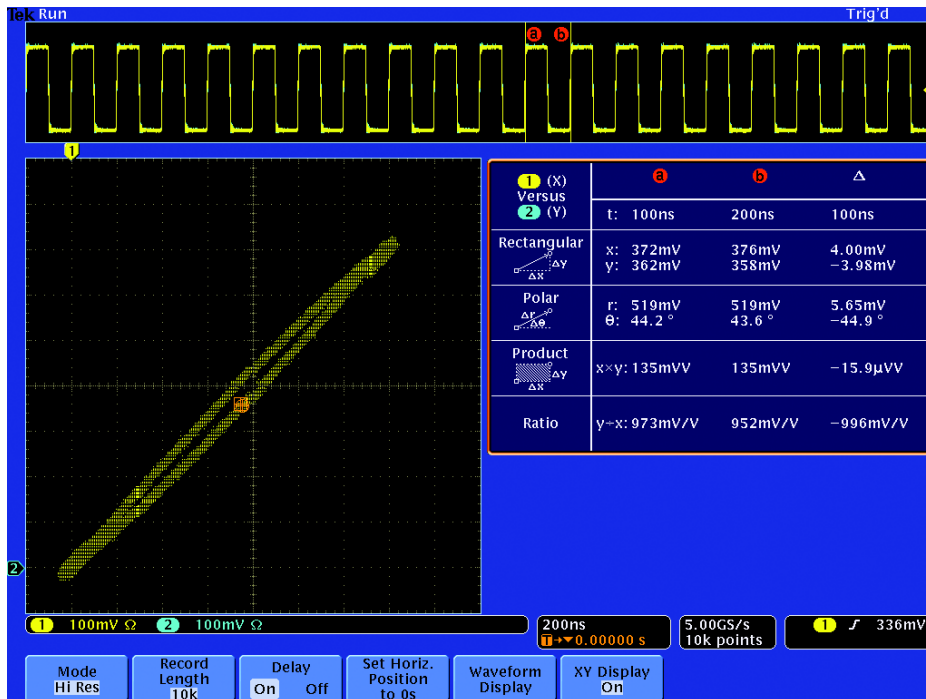 Tek Run Trig'd
a b
1
1 (X) a b Δ
Versus
2 (Y) t: 100ns 200ns 100ns
Rectangular x: 372mV 376mV 4.00mV
Δy y: 362mV 358mV −3.98mV
Δx
Polar r: 519mV 519mV 5.65mV
Δr Δθ θ: 44.2° 43.6° −44.9°
Product
Δy x×y: 135mVV 135mVV −15.9µVV
Δx
Ratio y÷x: 973mV/V 952mV/V −996mV/V
2
1 100mV Ω 2 100mV Ω 200ns 5.00GS/s 1 336mV
T→▼0.00000 s 10k points
Mode Record Delay Set Horiz. Waveform XY Display
Hi Res Length On Off Position Display On
10k to 0s